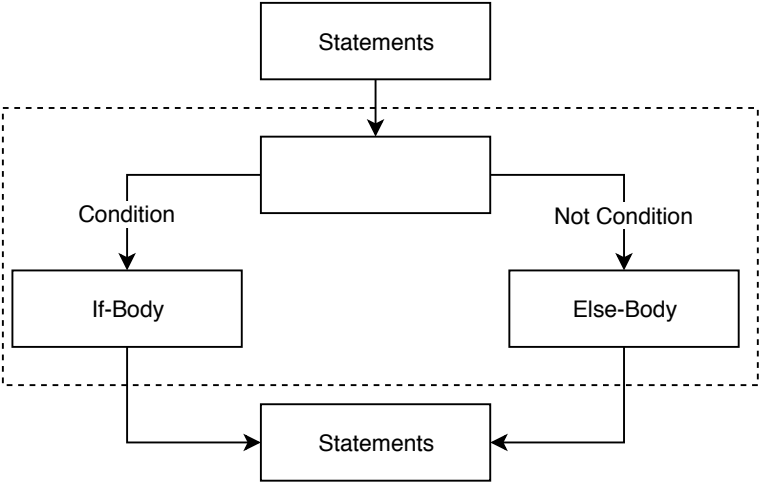 Statements
Condition
Not Condition
If-Body
Else-Body
Statements